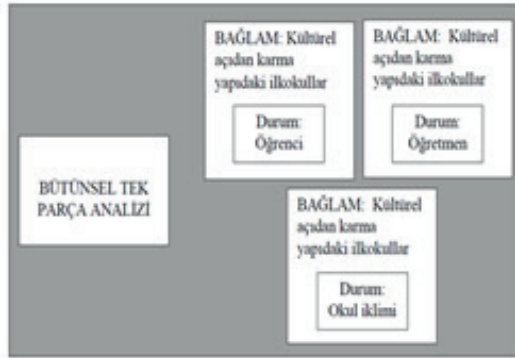 BAĞLAM: Kültürel
açıdan karma
yapıdaki ilkokullar
Durum:
Öğrenci
BAĞLAM: Kültürel
açıdan karma
yapıdaki ilkokullar
Durum:
Öğretmen
BÜTÜNSEL TEK
PARÇA ANALİZİ
BAĞLAM: Kültürel
açıdan karma
yapıdaki ilkokullar
Durum:
Okul iklimi